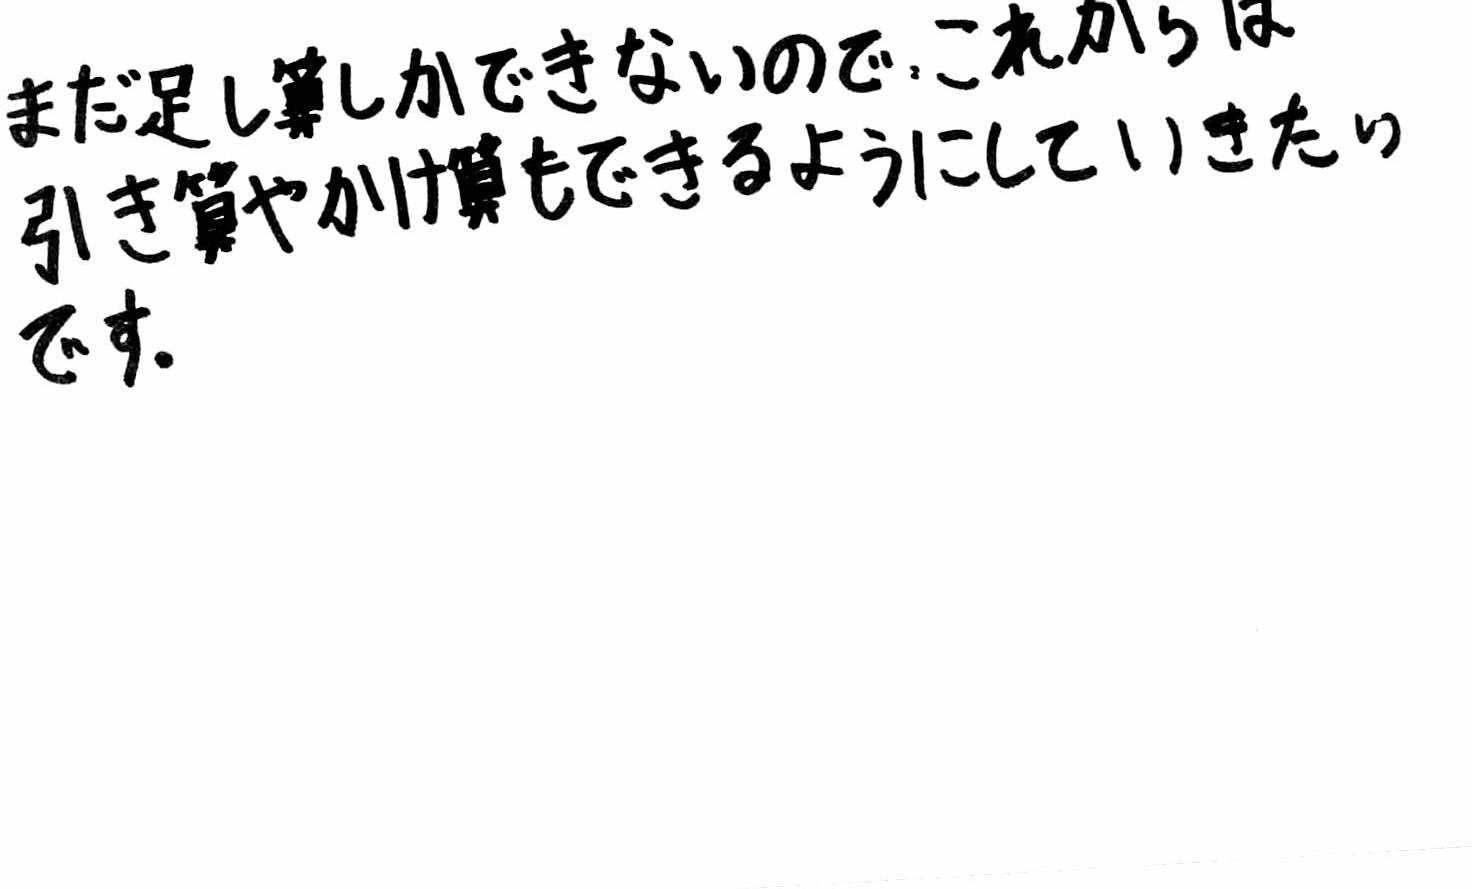 まだ足し算しかできないので、これからは
引き算やかけ算もできるようにしていきたい
です。